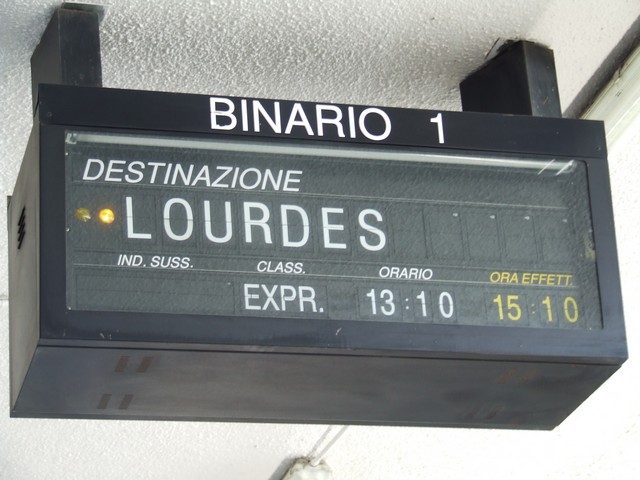 BINARIO 1
DESTINAZIONE
LOURDES
IND. SUSS. CLASS. ORARIO ORA EFFETT.
EXPR. 13:10 15:10